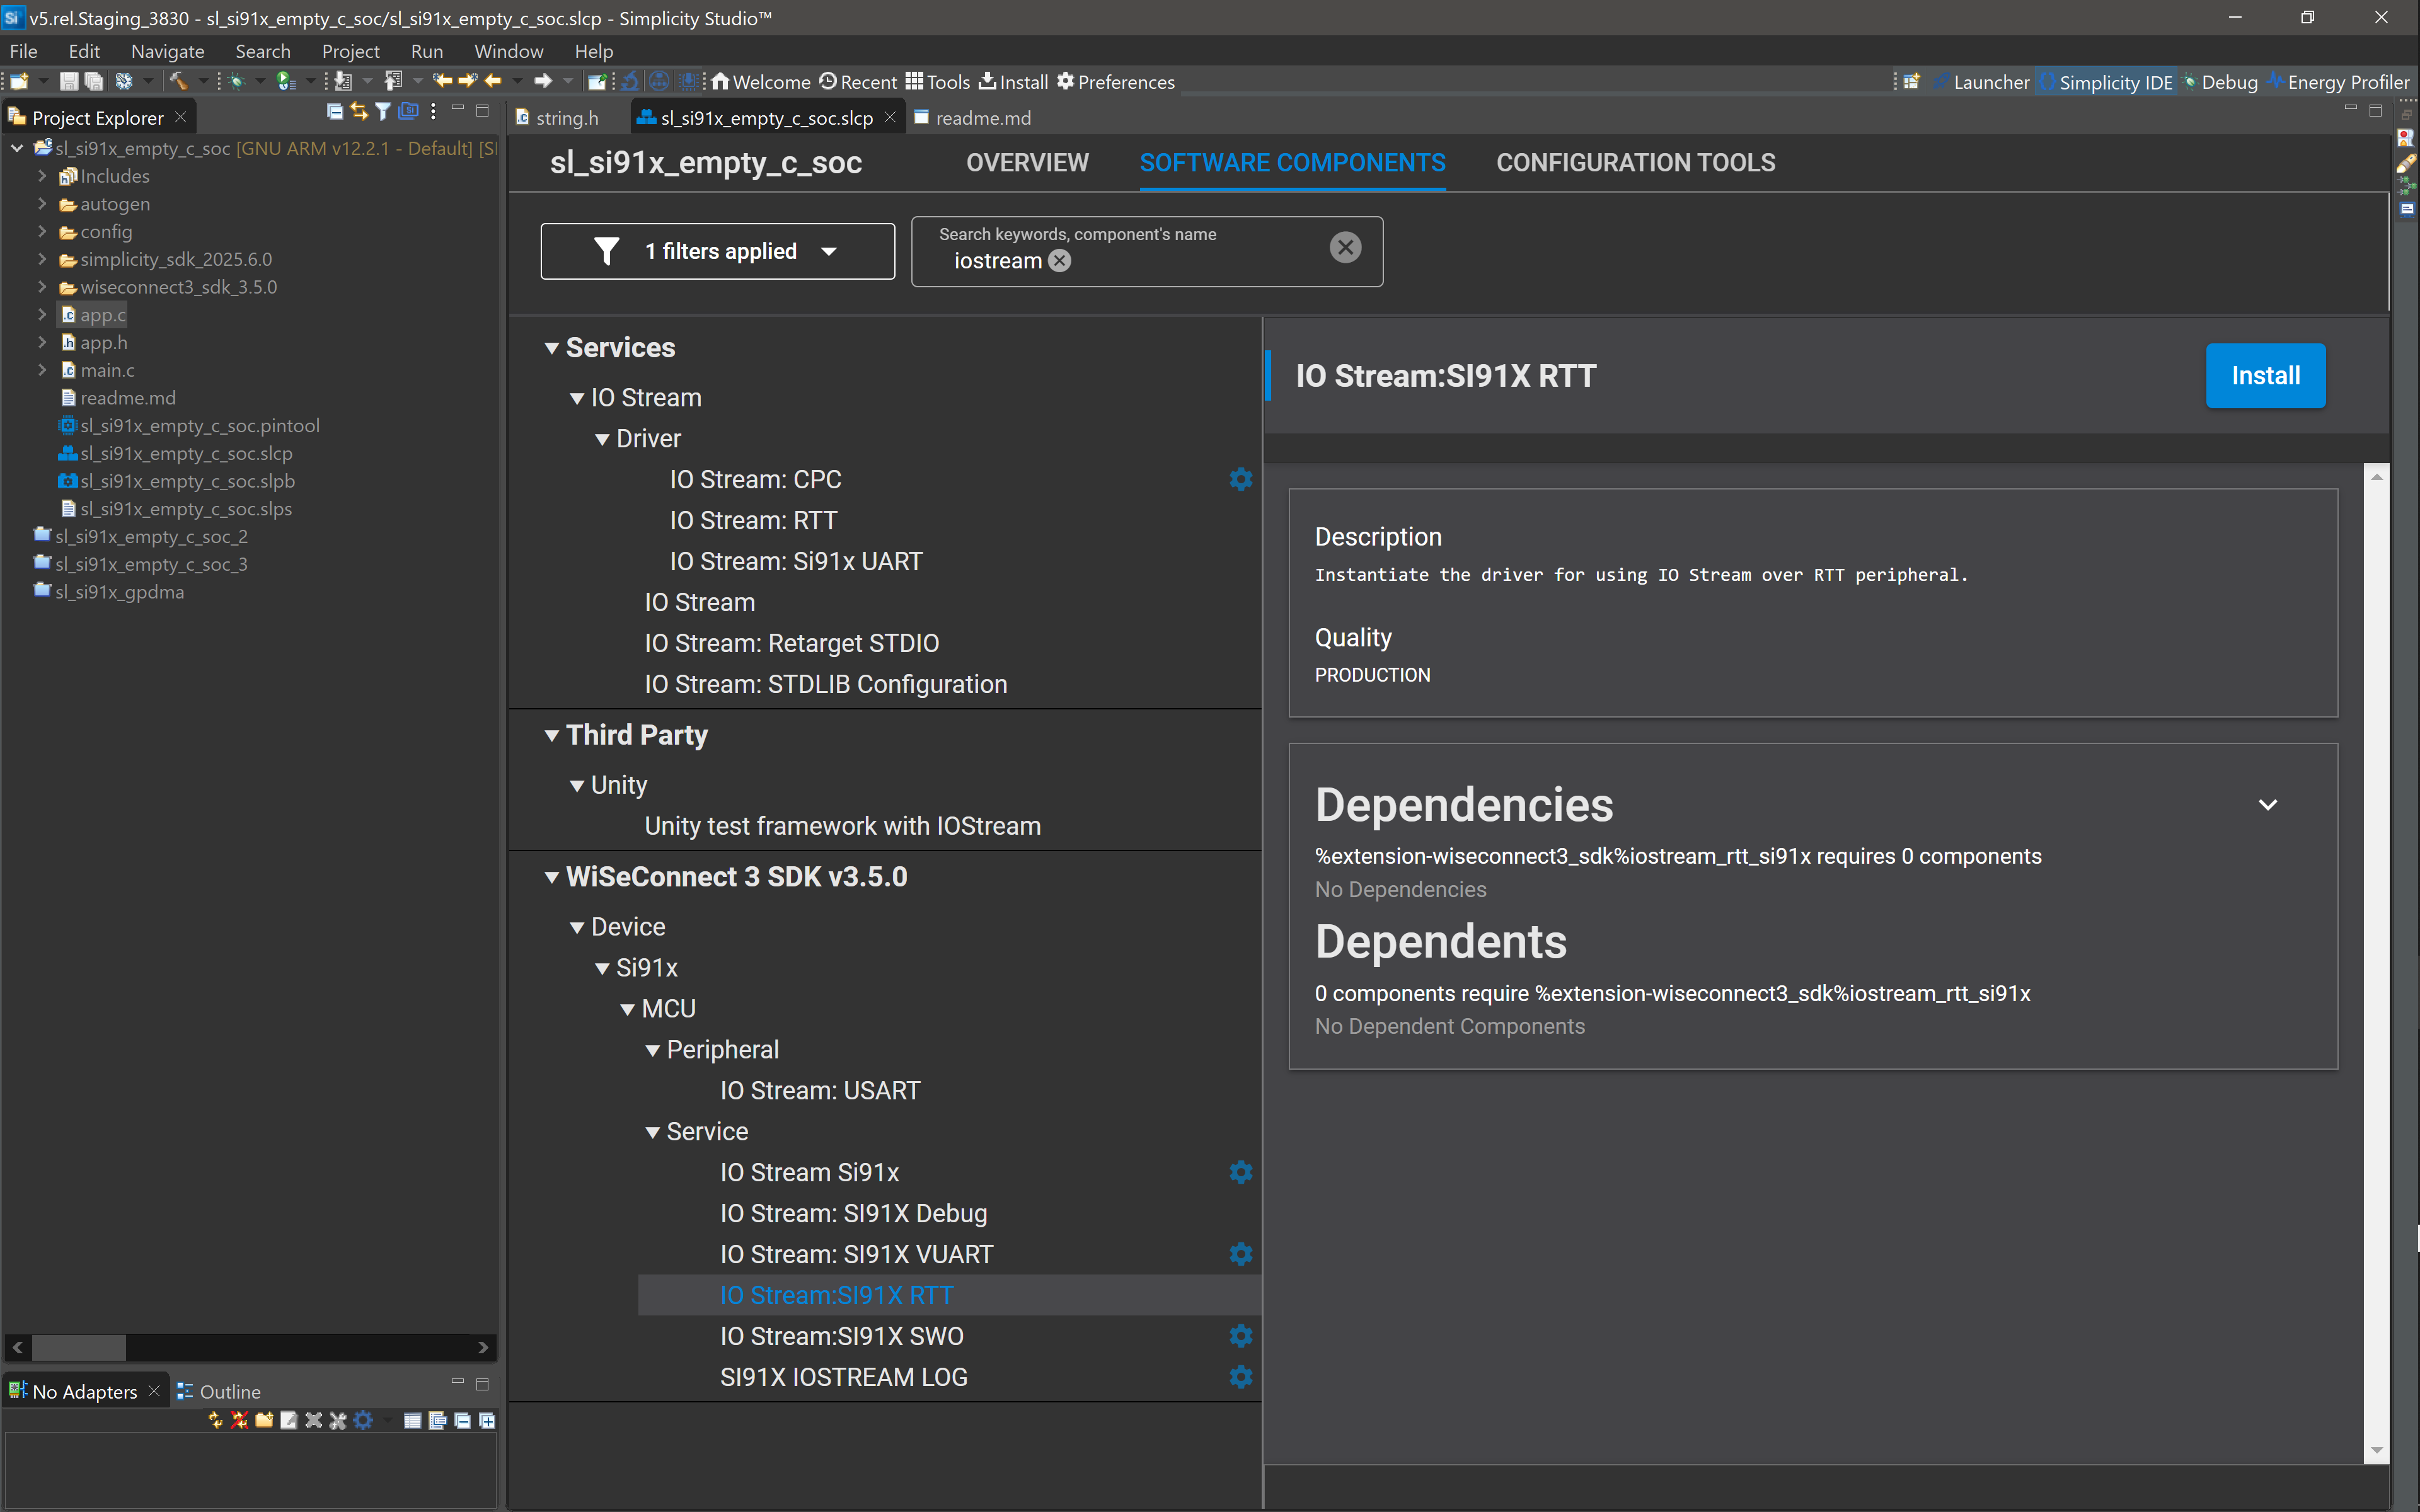 v5.rel.Staging_3830 - sl_si91x_empty_c_soc/sl_si91x_empty_c_soc.slcp - Simplicity Studio™
File Edit Navigate Search Project Run Window Help
Welcome Recent Tools Install Preferences
Launcher Simplicity IDE Debug Energy Profiler
Project Explorer
sl_si91x_empty_c_soc [GNU ARM v12.2.1 - Default] [SI
Includes
autogen
config
simplicity_sdk_2025.6.0
wiseconnect3_sdk_3.5.0
app.c
app.h
main.c
readme.md
sl_si91x_empty_c_soc.pintool
sl_si91x_empty_c_soc.slcp
sl_si91x_empty_c_soc.slpb
sl_si91x_empty_c_soc.slps
sl_si91x_empty_c_soc_2
sl_si91x_empty_c_soc_3
sl_si91x_gpdma
No Adapters
Outline
string.h
sl_si91x_empty_c_soc.slcp
readme.md
sl_si91x_empty_c_soc
OVERVIEW
SOFTWARE COMPONENTS
CONFIGURATION TOOLS
1 filters applied
Search keywords, component's name
iostream
Services
IO Stream
Driver
IO Stream: CPC
IO Stream: RTT
IO Stream: Si91x UART
IO Stream
IO Stream: Retarget STDIO
IO Stream: STDLIB Configuration
Third Party
Unity
Unity test framework with IOStream
WiSeConnect 3 SDK v3.5.0
Device
Si91x
MCU
Peripheral
IO Stream: USART
Service
IO Stream Si91x
IO Stream: SI91X Debug
IO Stream: SI91X VUART
IO Stream:SI91X RTT
IO Stream:SI91X SWO
SI91X IOSTREAM LOG
IO Stream:SI91X RTT
Install
Description
Instantiate the driver for using IO Stream over RTT peripheral.
Quality
PRODUCTION
Dependencies
%extension-wiseconnect3_sdk%iostream_rtt_si91x requires 0 components
No Dependencies
Dependents
0 components require %extension-wiseconnect3_sdk%iostream_rtt_si91x
No Dependent Components